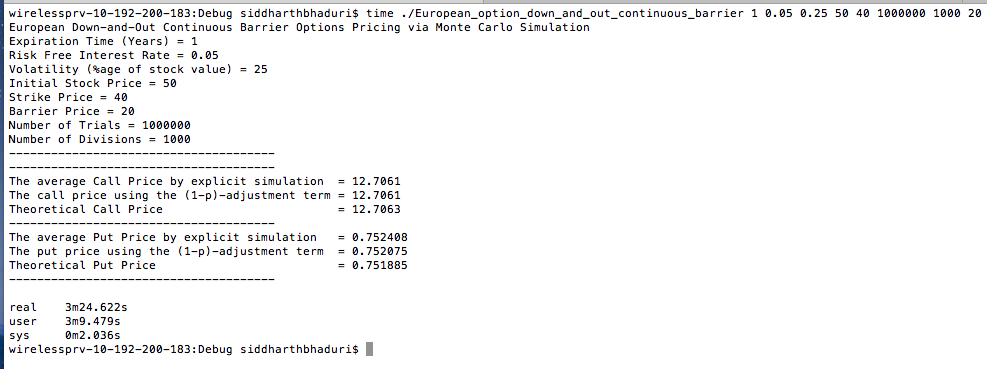 wirelessprv-10-192-200-183:Debug siddharthbhaduri$ time ./European_option_down_and_out_continuous_barrier 1 0.05 0.25 50 40 1000000 1000 20
European Down-and-Out Continuous Barrier Options Pricing via Monte Carlo Simulation
Expiration Time (Years) = 1
Risk Free Interest Rate = 0.05
Volatility (%age of stock value) = 25
Initial Stock Price = 50
Strike Price = 40
Barrier Price = 20
Number of Trials = 1000000
Number of Divisions = 1000
--------------------------------------
--------------------------------------
The average Call Price by explicit simulation  = 12.7061
The call price using the (1-p)-adjustment term = 12.7061
Theoretical Call Price                         = 12.7063
--------------------------------------
The average Put Price by explicit simulation   = 0.752408
The put price using the (1-p)-adjustment term  = 0.752075
Theoretical Put Price                          = 0.751885
--------------------------------------
real    3m24.622s
user    3m9.479s
sys     0m2.036s
wirelessprv-10-192-200-183:Debug siddharthbhaduri$